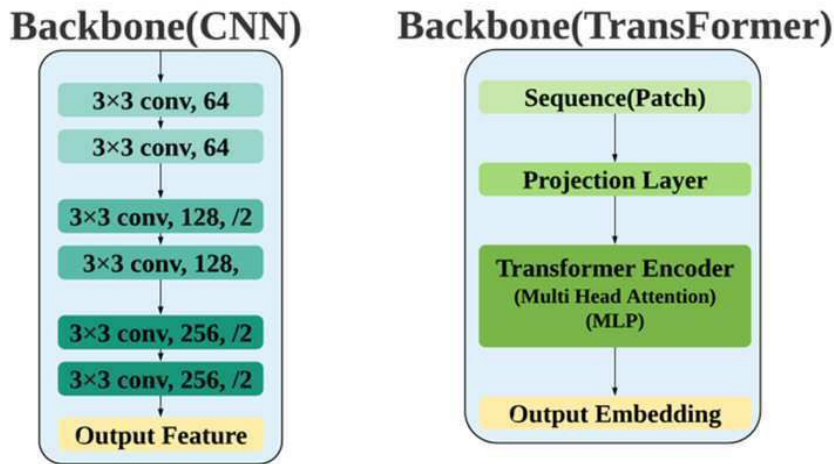 Backbone(CNN)
3×3 conv, 64
3×3 conv, 64
3×3 conv, 128, /2
3×3 conv, 128,
3×3 conv, 256, /2
3×3 conv, 256, /2
Output Feature
Backbone(TransFormer)
Sequence(Patch)
Projection Layer
Transformer Encoder
(Multi Head Attention)
(MLP)
Output Embedding